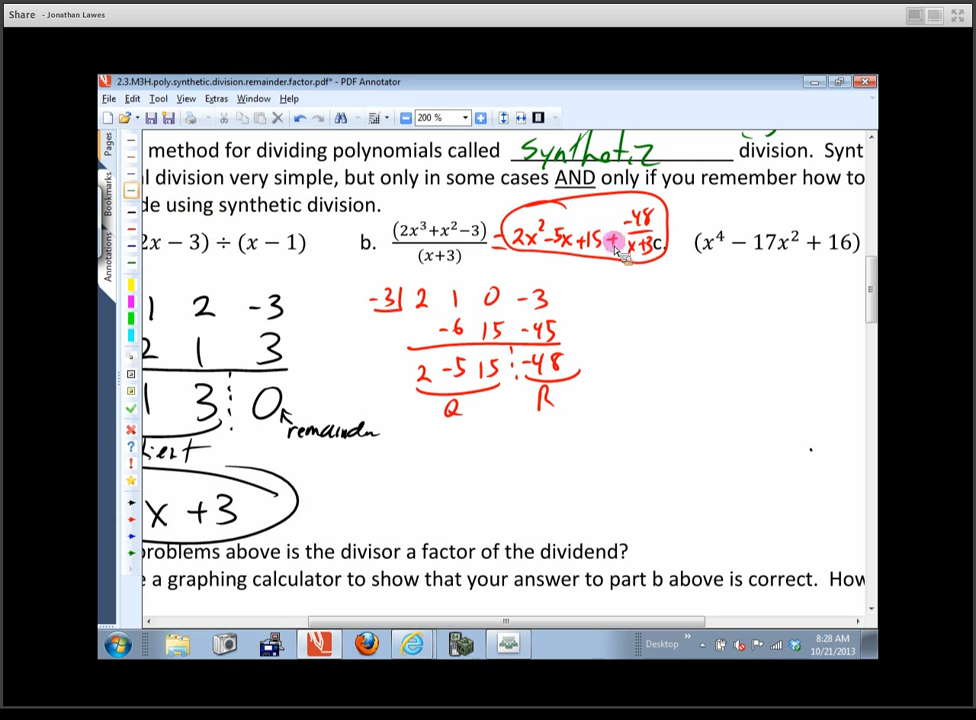 Share - Jonathan Lawes
2.3.M3H.poly.synthetic.division.remainder.factor.pdf* - PDF Annotator
File Edit Tool View Extras Window Help
200 %
Pages
Bookmarks
Annotations
method for dividing polynomials called Synthetic division. Synt
l division very simple, but only in some cases AND only if you remember how to
de using synthetic division.
2x − 3) ÷ (x − 1) b. (2x³+x²−3)/(x+3) = 2x²-5x+15 + -48/x+3 c. (x⁴ − 17x² + 16)
1 2 -3
2 1 3
1 3 0
remainder
x +3
-3| 2 1 0 -3
-6 15 -45
2 -5 15 -48
Q R
problems above is the divisor a factor of the dividend?
e a graphing calculator to show that your answer to part b above is correct. How
Desktop
8:28 AM
10/21/2013